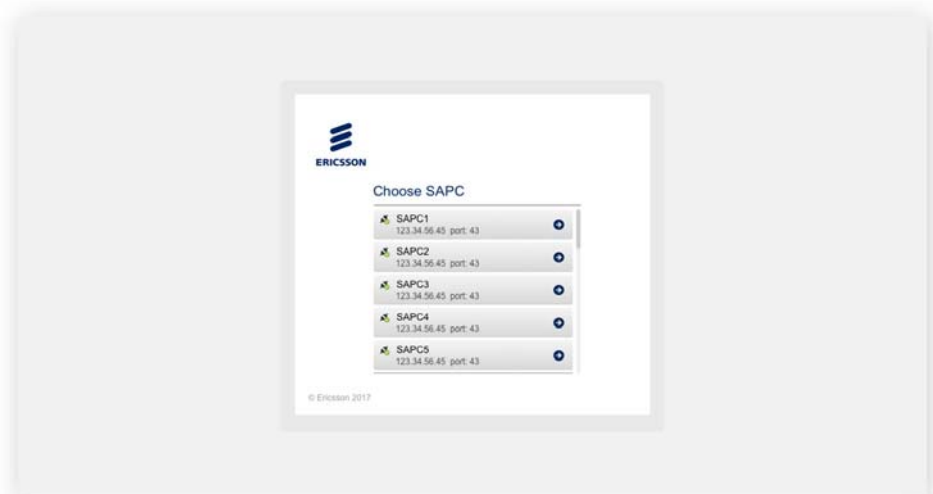 ERICSSON
Choose SAPC
SAPC1
123.34.56.45 port: 43
SAPC2
123.34.56.45 port: 43
SAPC3
123.34.56.45 port: 43
SAPC4
123.34.56.45 port: 43
SAPC5
123.34.56.45 port: 43
© Ericsson 2017